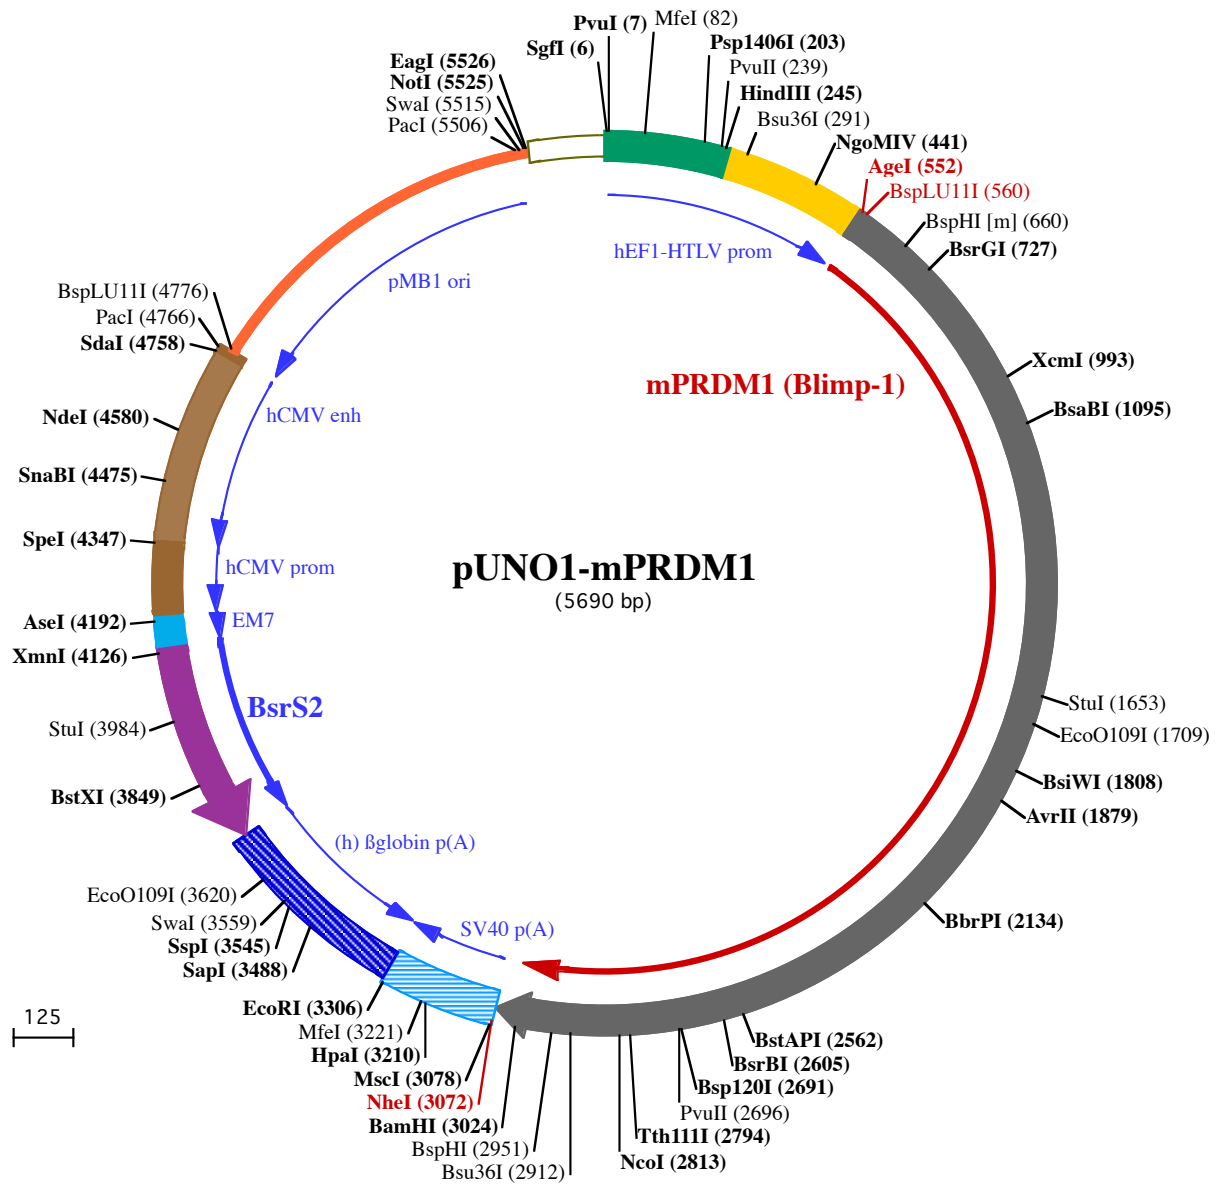 PvuI (7)
MfeI (82)
SgfI (6)
Psp1406I (203)
EagI (5526)
PvuII (239)
NotI (5525)
HindIII (245)
SwaI (5515)
Bsu36I (291)
PacI (5506)
NgoMIV (441)
AgeI (552)
BspLU11I (560)
BspHI [m] (660)
BsrGI (727)
hEF1-HTLV prom
pMB1 ori
BspLU11I (4776)
PacI (4766)
SdaI (4758)
XcmI (993)
mPRDM1 (Blimp-1)
BsaBI (1095)
NdeI (4580)
hCMV enh
SnaBI (4475)
SpeI (4347)
hCMV prom
pUNO1-mPRDM1
(5690 bp)
AseI (4192)
EM7
XmnI (4126)
BsrS2
StuI (1653)
StuI (3984)
EcoO109I (1709)
BsiWI (1808)
BstXI (3849)
AvrII (1879)
(h) ßglobin p(A)
EcoO109I (3620)
SwaI (3559)
BbrPI (2134)
SV40 p(A)
SspI (3545)
SapI (3488)
EcoRI (3306)
125
MfeI (3221)
BstAPI (2562)
HpaI (3210)
BsrBI (2605)
MscI (3078)
Bsp120I (2691)
NheI (3072)
PvuII (2696)
BamHI (3024)
Tth111I (2794)
BspHI (2951)
NcoI (2813)
Bsu36I (2912)